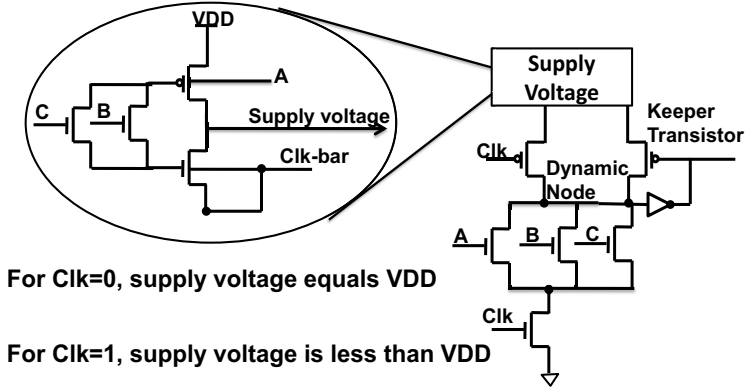 VDD
A
C
B
Supply voltage
Clk-bar
Supply
Voltage
Keeper
Transistor
Clk
Dynamic
Node
A
B
C
Clk
For Clk=0, supply voltage equals VDD
For Clk=1, supply voltage is less than VDD